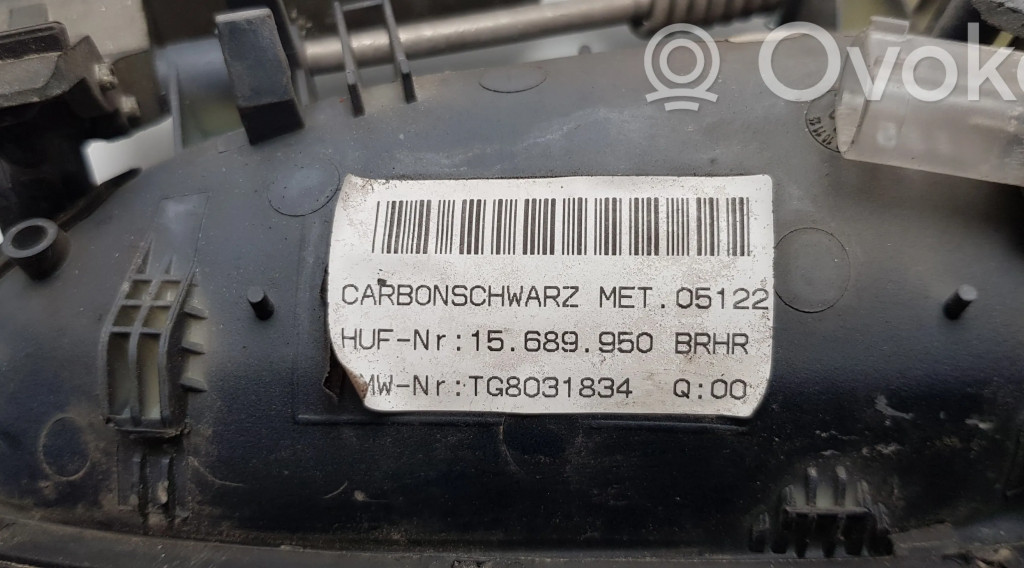 Ovoko
CARBONSCHWARZ MET. 05122
HUF-Nr:15.689.950 BRHR
MW-Nr:TG8031834 Q:00